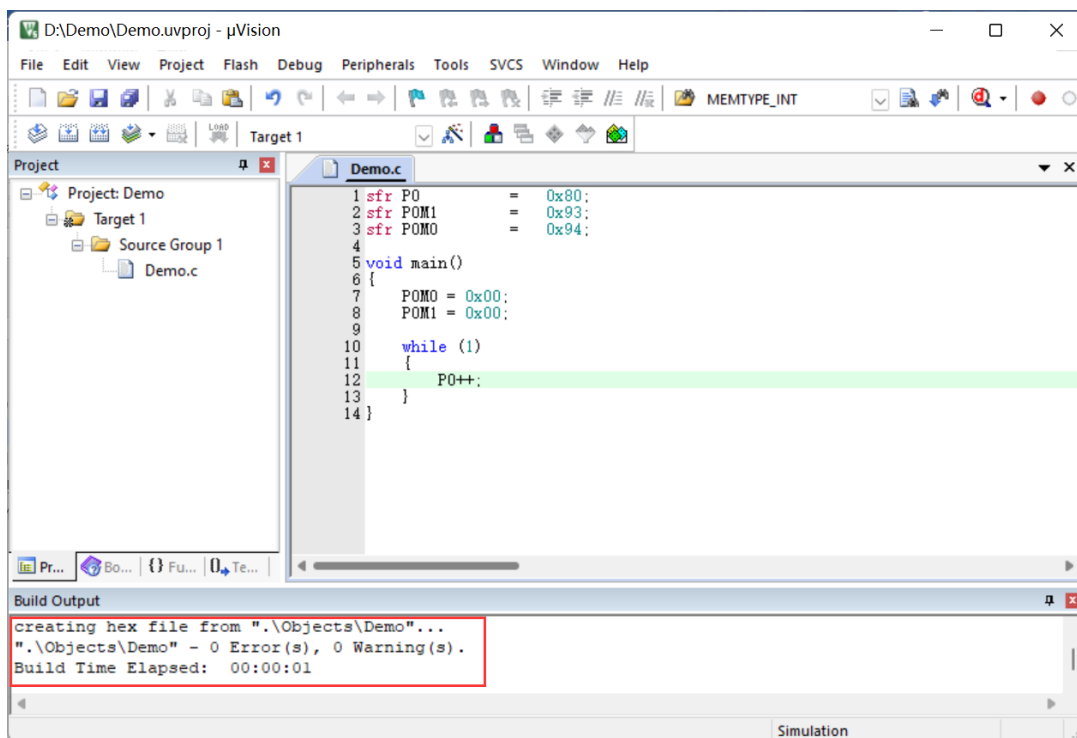 D:\Demo\Demo.uvproj - µVision
File Edit View Project Flash Debug Peripherals Tools SVCS Window Help
MEMTYPE_INT
LOAD Target 1
Project
Demo.c
Project: Demo
Target 1
Source Group 1
Demo.c
1 sfr P0 = 0x80;
2 sfr P0M1 = 0x93;
3 sfr P0M0 = 0x94;
4
5 void main()
6 {
7 P0M0 = 0x00;
8 P0M1 = 0x00;
9
10 while (1)
11 {
12 P0++;
13 }
14 }
Pr... Bo... {} Fu... 0 Te...
Build Output
creating hex file from ".\Objects\Demo"...
".\Objects\Demo" - 0 Error(s), 0 Warning(s).
Build Time Elapsed: 00:00:01
Simulation